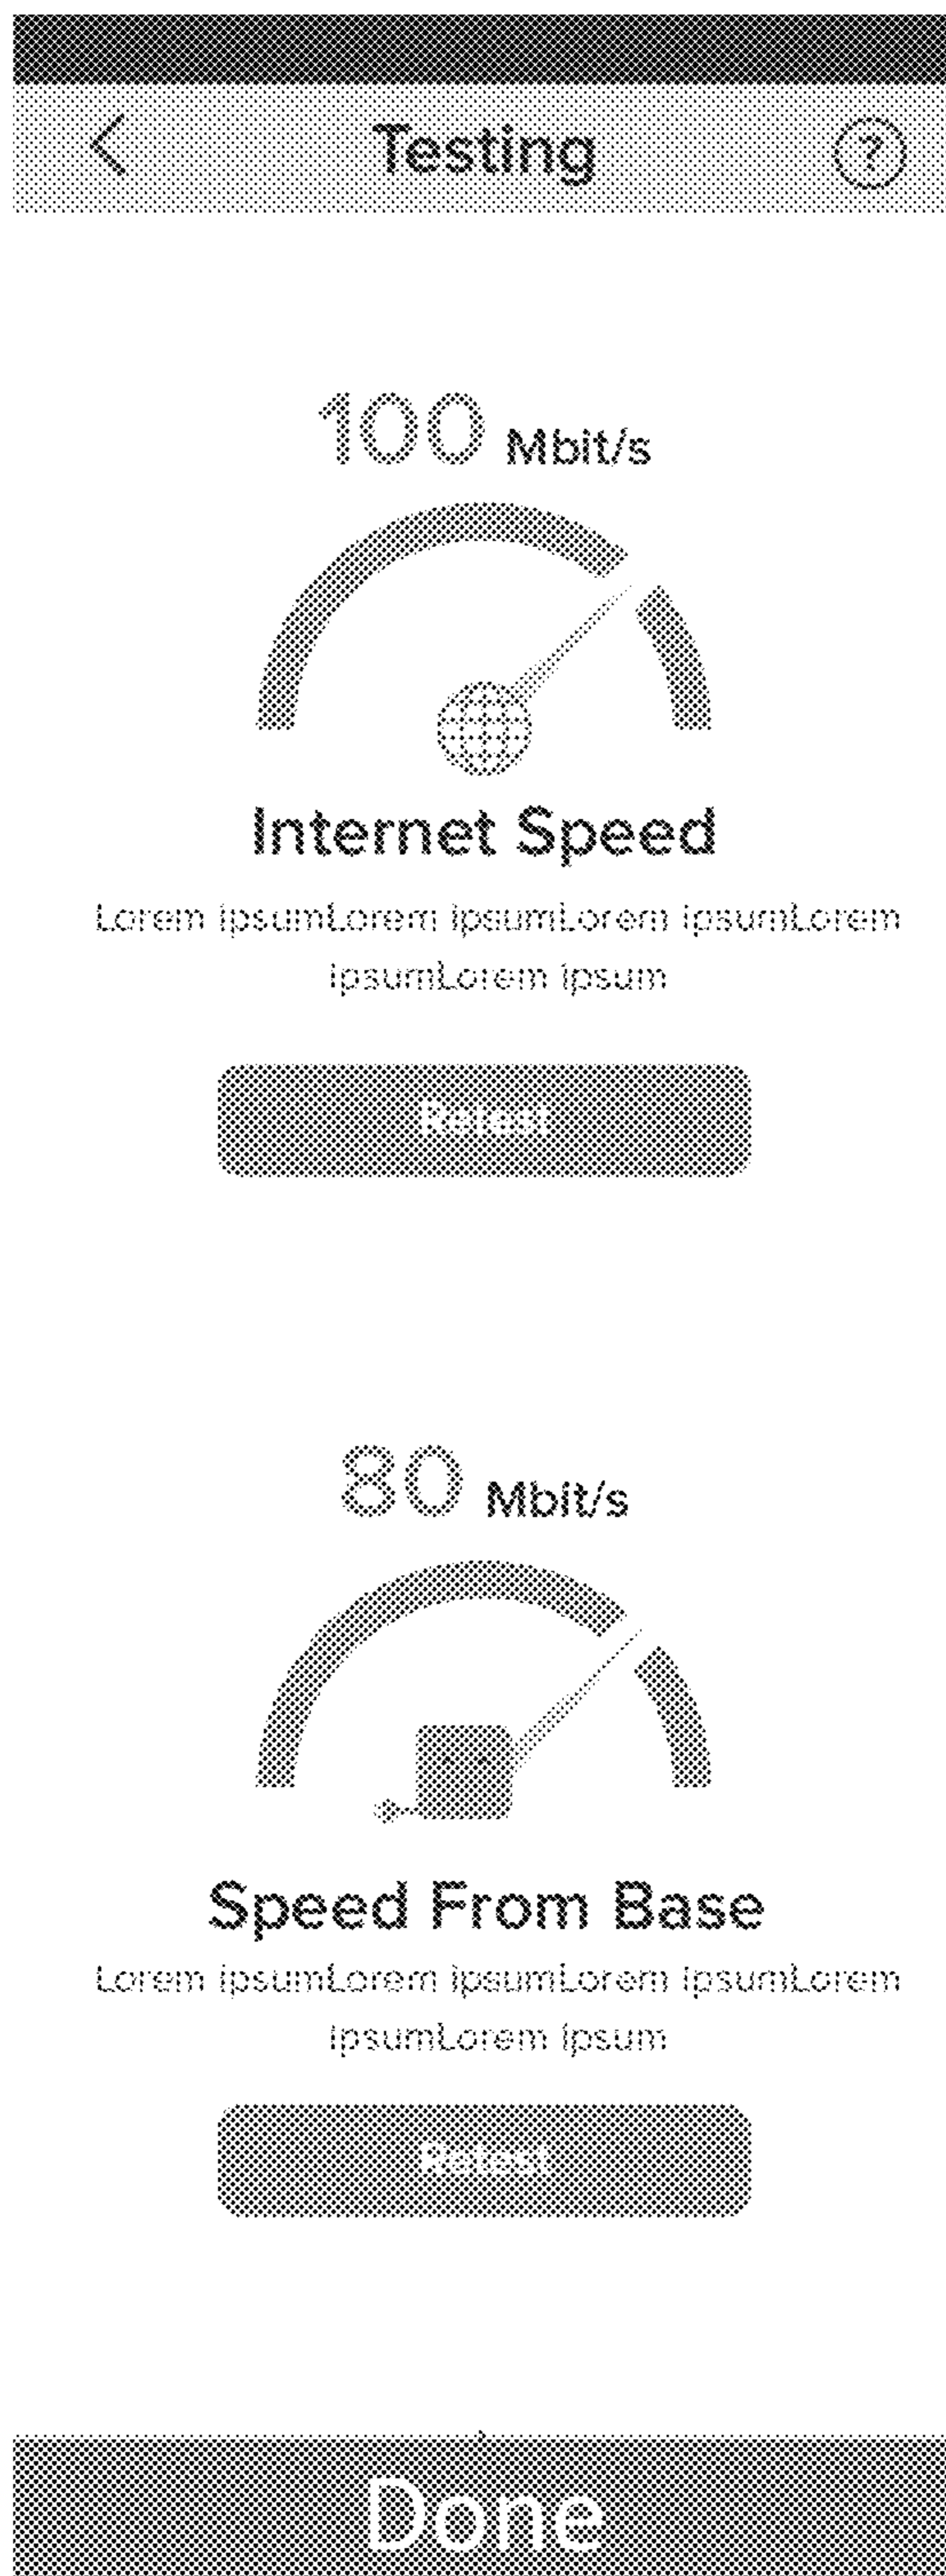 Testing
?
100 Mbit/s
Internet Speed
Lorem ipsumLorem ipsumLorem ipsumLorem
ipsumLorem ipsum
Retest
80 Mbit/s
Speed From Base
Lorem ipsumLorem ipsumLorem ipsumLorem
ipsumLorem ipsum
Retest
Done